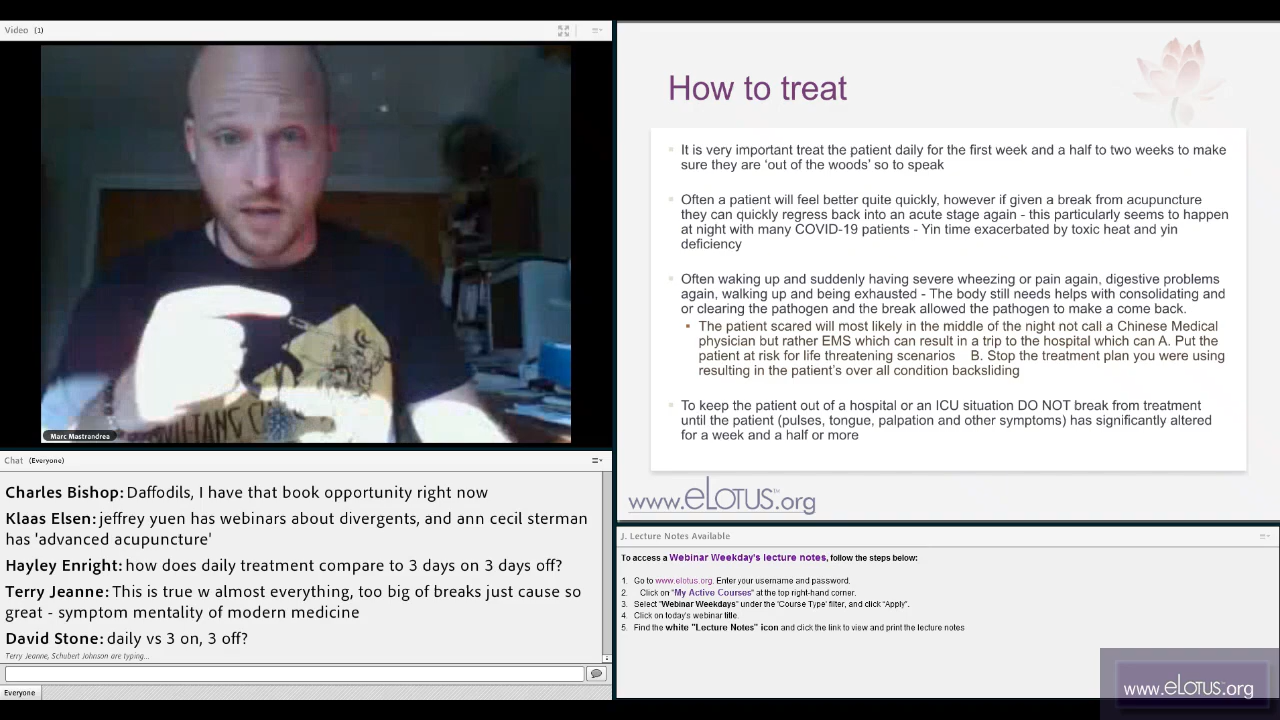 Video (1)
Marc Mastrandrea
Chat (Everyone)
Charles Bishop: Daffodils, I have that book opportunity right now
Klaas Elsen: jeffrey yuen has webinars about divergents, and ann cecil sterman
has 'advanced acupuncture'
Hayley Enright: how does daily treatment compare to 3 days on 3 days off?
Terry Jeanne: This is true w almost everything, too big of breaks just cause so
great - symptom mentality of modern medicine
David Stone: daily vs 3 on, 3 off?
Terry Jeanne, Schubert Johnson are typing...
Everyone
How to treat
It is very important treat the patient daily for the first week and a half to two weeks to make
sure they are ‘out of the woods’ so to speak
Often a patient will feel better quite quickly, however if given a break from acupuncture
they can quickly regress back into an acute stage again - this particularly seems to happen
at night with many COVID-19 patients - Yin time exacerbated by toxic heat and yin
deficiency
Often waking up and suddenly having severe wheezing or pain again, digestive problems
again, walking up and being exhausted - The body still needs helps with consolidating and
or clearing the pathogen and the break allowed the pathogen to make a come back.
The patient scared will most likely in the middle of the night not call a Chinese Medical
physician but rather EMS which can result in a trip to the hospital which can A. Put the
patient at risk for life threatening scenarios B. Stop the treatment plan you were using
resulting in the patient's over all condition backsliding
To keep the patient out of a hospital or an ICU situation DO NOT break from treatment
until the patient (pulses, tongue, palpation and other symptoms) has significantly altered
for a week and a half or more
www.eLotus.org
J. Lecture Notes Available
To access a Webinar Weekday's lecture notes, follow the steps below:
1. Go to www.elotus.org. Enter your username and password.
2. Click on "My Active Courses" at the top right-hand corner.
3. Select "Webinar Weekdays" under the 'Course Type' filter, and click "Apply".
4. Click on today's webinar title.
5. Find the white "Lecture Notes" icon and click the link to view and print the lecture notes
www.eLotus.org